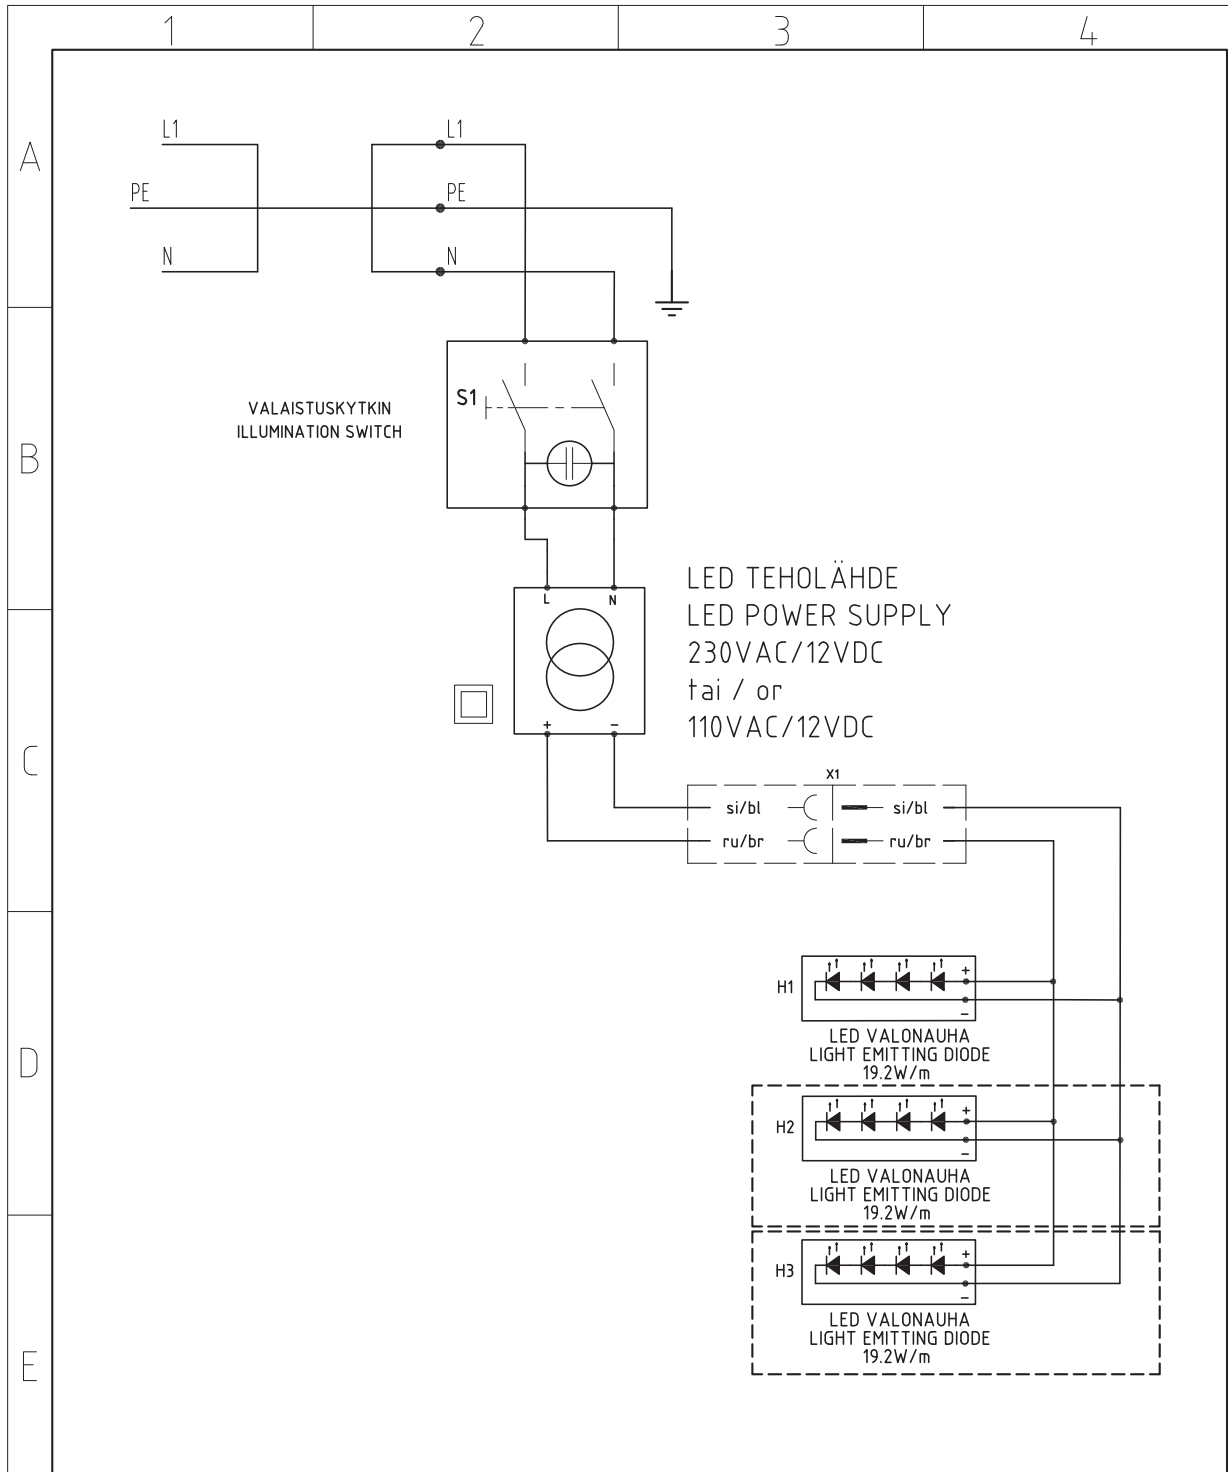 1
2
3
4
A
L1
L1
PE
PE
N
N
B
VALAISTUSKYTKIN
ILLUMINATION SWITCH
S1
C
L
N
+
−
LED TEHOLÄHDE
LED POWER SUPPLY
230VAC/12VDC
tai / or
110VAC/12VDC
X1
si/bl
si/bl
ru/br
ru/br
D
H1
+
−
LED VALONAUHA
LIGHT EMITTING DIODE
19.2W/m
H2
+
−
LED VALONAUHA
LIGHT EMITTING DIODE
19.2W/m
E
H3
+
−
LED VALONAUHA
LIGHT EMITTING DIODE
19.2W/m